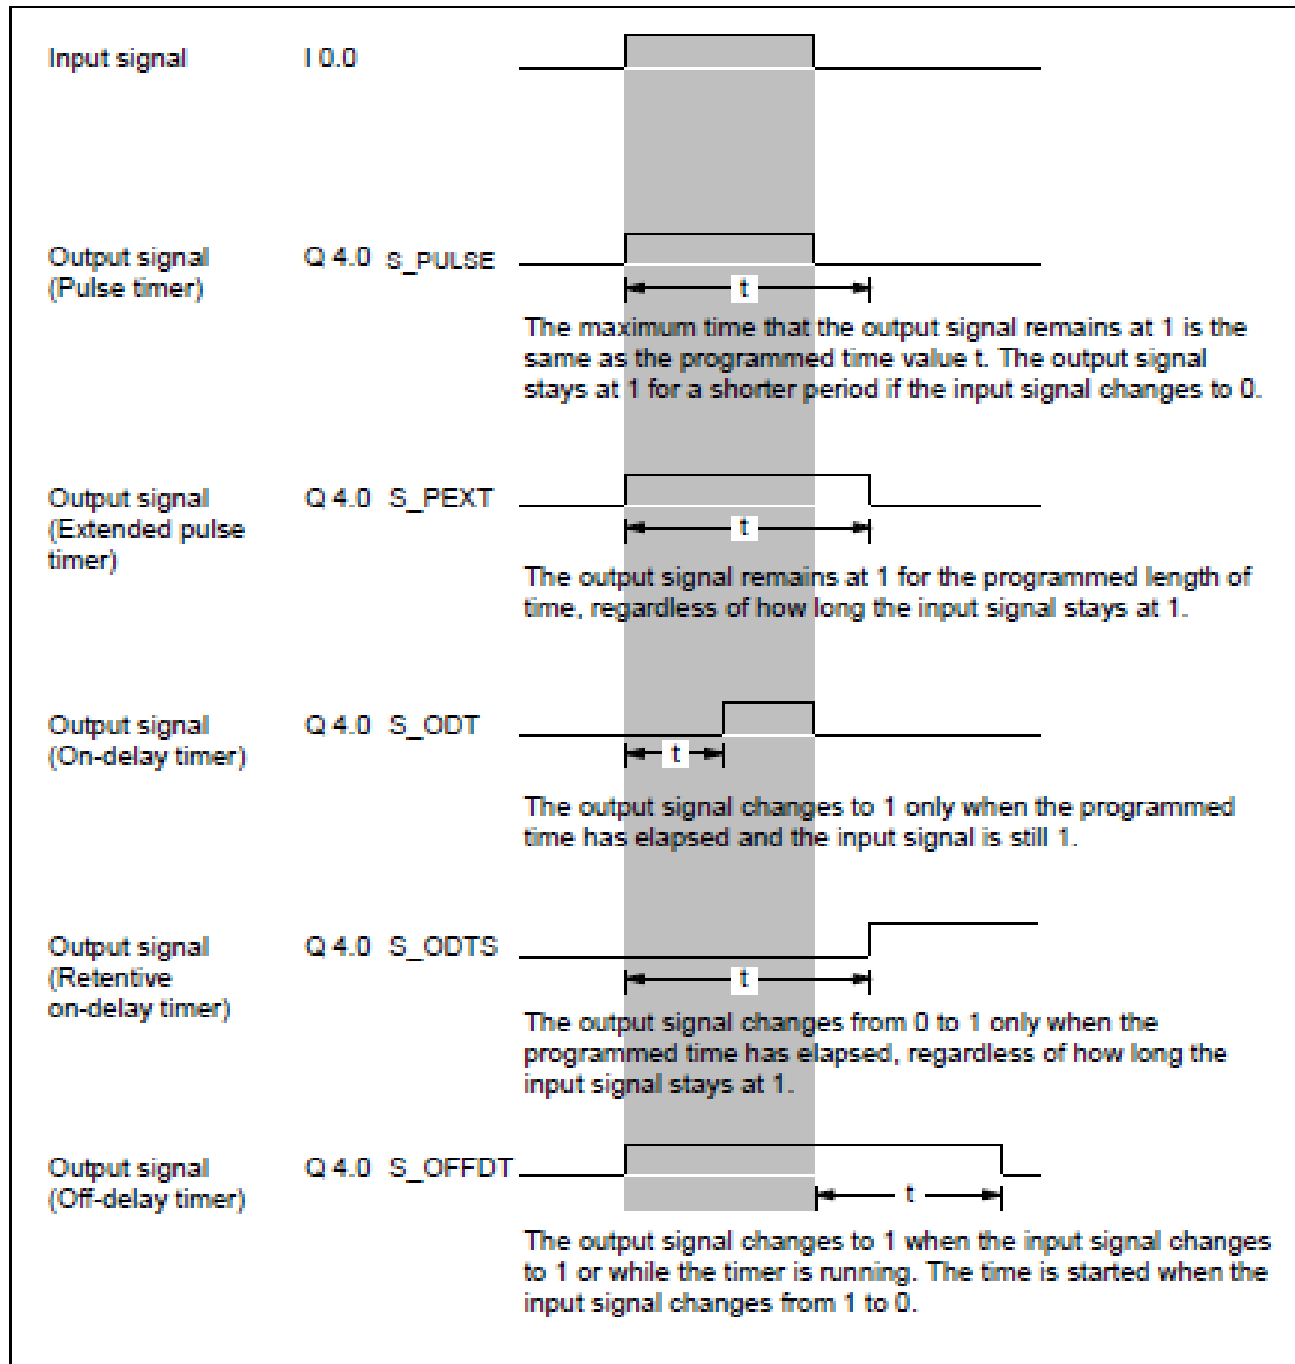 Input signal I 0.0
Output signal Q 4.0 S_PULSE
(Pulse timer)
t
The maximum time that the output signal remains at 1 is the
same as the programmed time value t. The output signal
stays at 1 for a shorter period if the input signal changes to 0.
Output signal Q 4.0 S_PEXT
(Extended pulse
timer)
t
The output signal remains at 1 for the programmed length of
time, regardless of how long the input signal stays at 1.
Output signal Q 4.0 S_ODT
(On-delay timer)
t
The output signal changes to 1 only when the programmed
time has elapsed and the input signal is still 1.
Output signal Q 4.0 S_ODTS
(Retentive
on-delay timer)
t
The output signal changes from 0 to 1 only when the
programmed time has elapsed, regardless of how long the
input signal stays at 1.
Output signal Q 4.0 S_OFFDT
(Off-delay timer)
t
The output signal changes to 1 when the input signal changes
to 1 or while the timer is running. The time is started when the
input signal changes from 1 to 0.